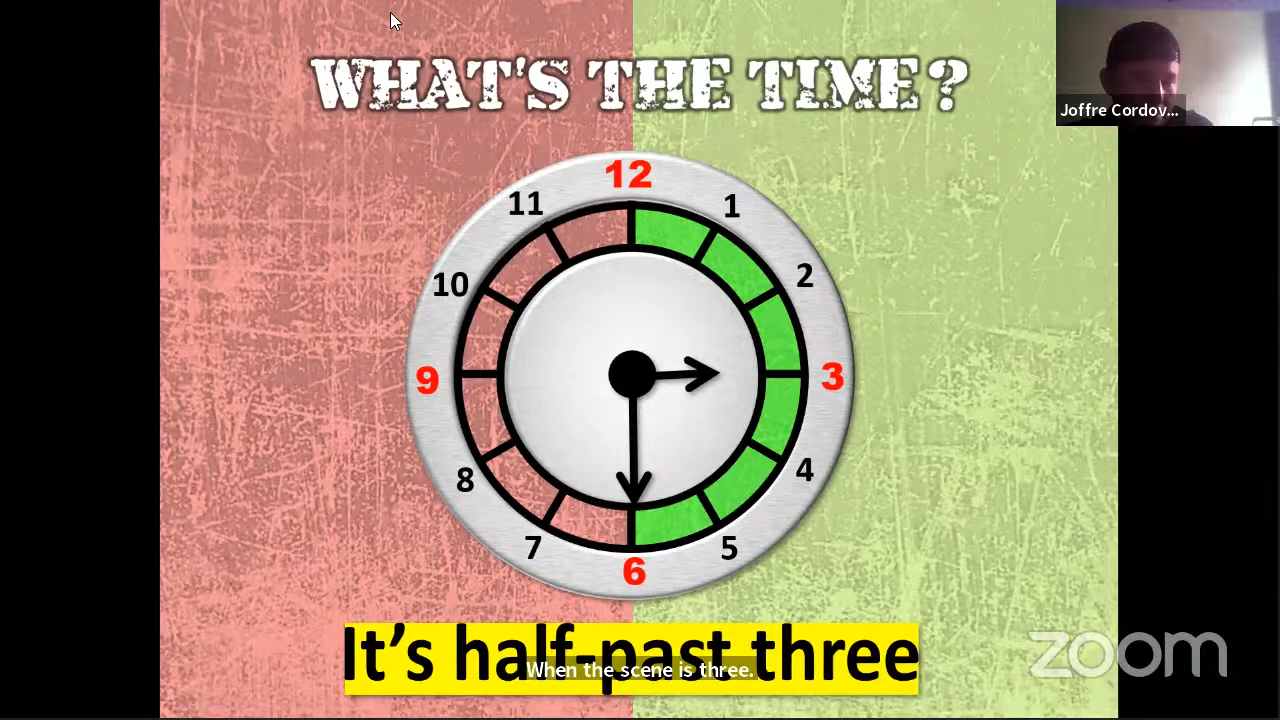 WHAT'S THE TIME?
Joffre Cordov...
12
11
1
10
2
9
3
8
4
7
5
6
It's half-past three
When the scene is three.
zoom